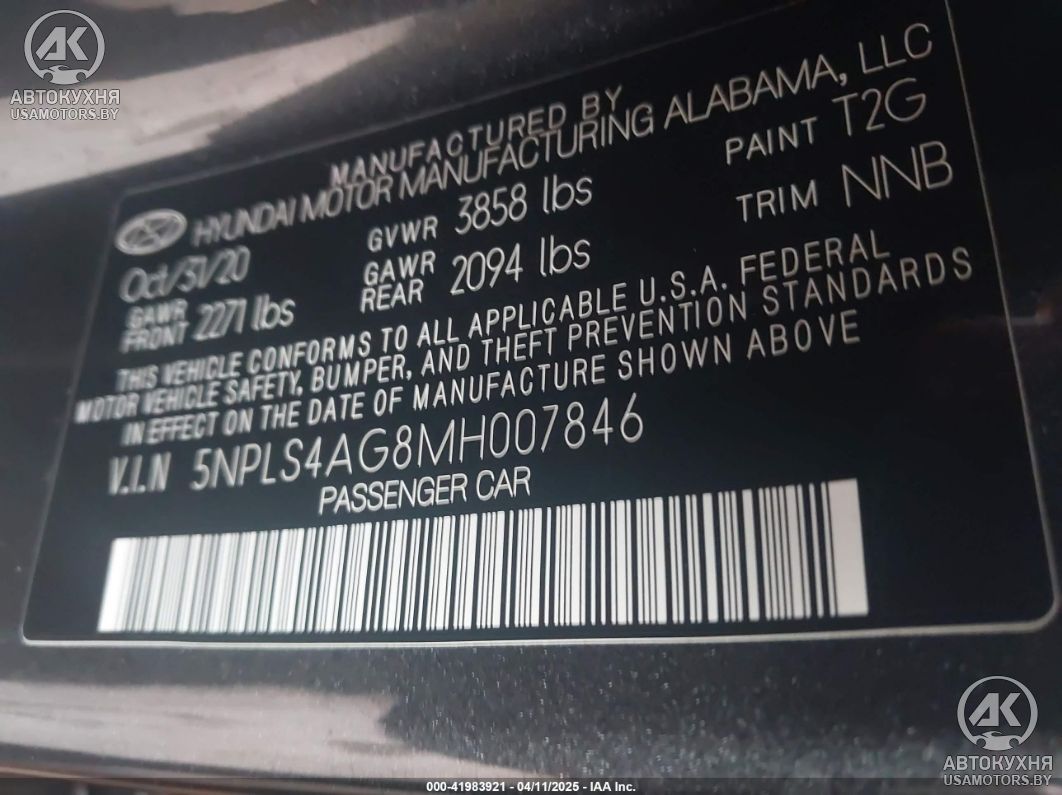 AK
АВТОКУХНЯ
USAMOTORS.BY
MANUFACTURED BY
HYUNDAI MOTOR MANUFACTURING ALABAMA, LLC
Oct/31/20 GVWR 3858 lbs PAINT T2G
GAWR FRONT 2271 lbs GAWR REAR 2094 lbs TRIM NNB
THIS VEHICLE CONFORMS TO ALL APPLICABLE U.S.A. FEDERAL
MOTOR VEHICLE SAFETY, BUMPER, AND THEFT PREVENTION STANDARDS
IN EFFECT ON THE DATE OF MANUFACTURE SHOWN ABOVE
V.I.N 5NPLS4AG8MH007846
PASSENGER CAR
AK
АВТОКУХНЯ
USAMOTORS.BY
000-41983921 - 04/11/2025 - IAA Inc.